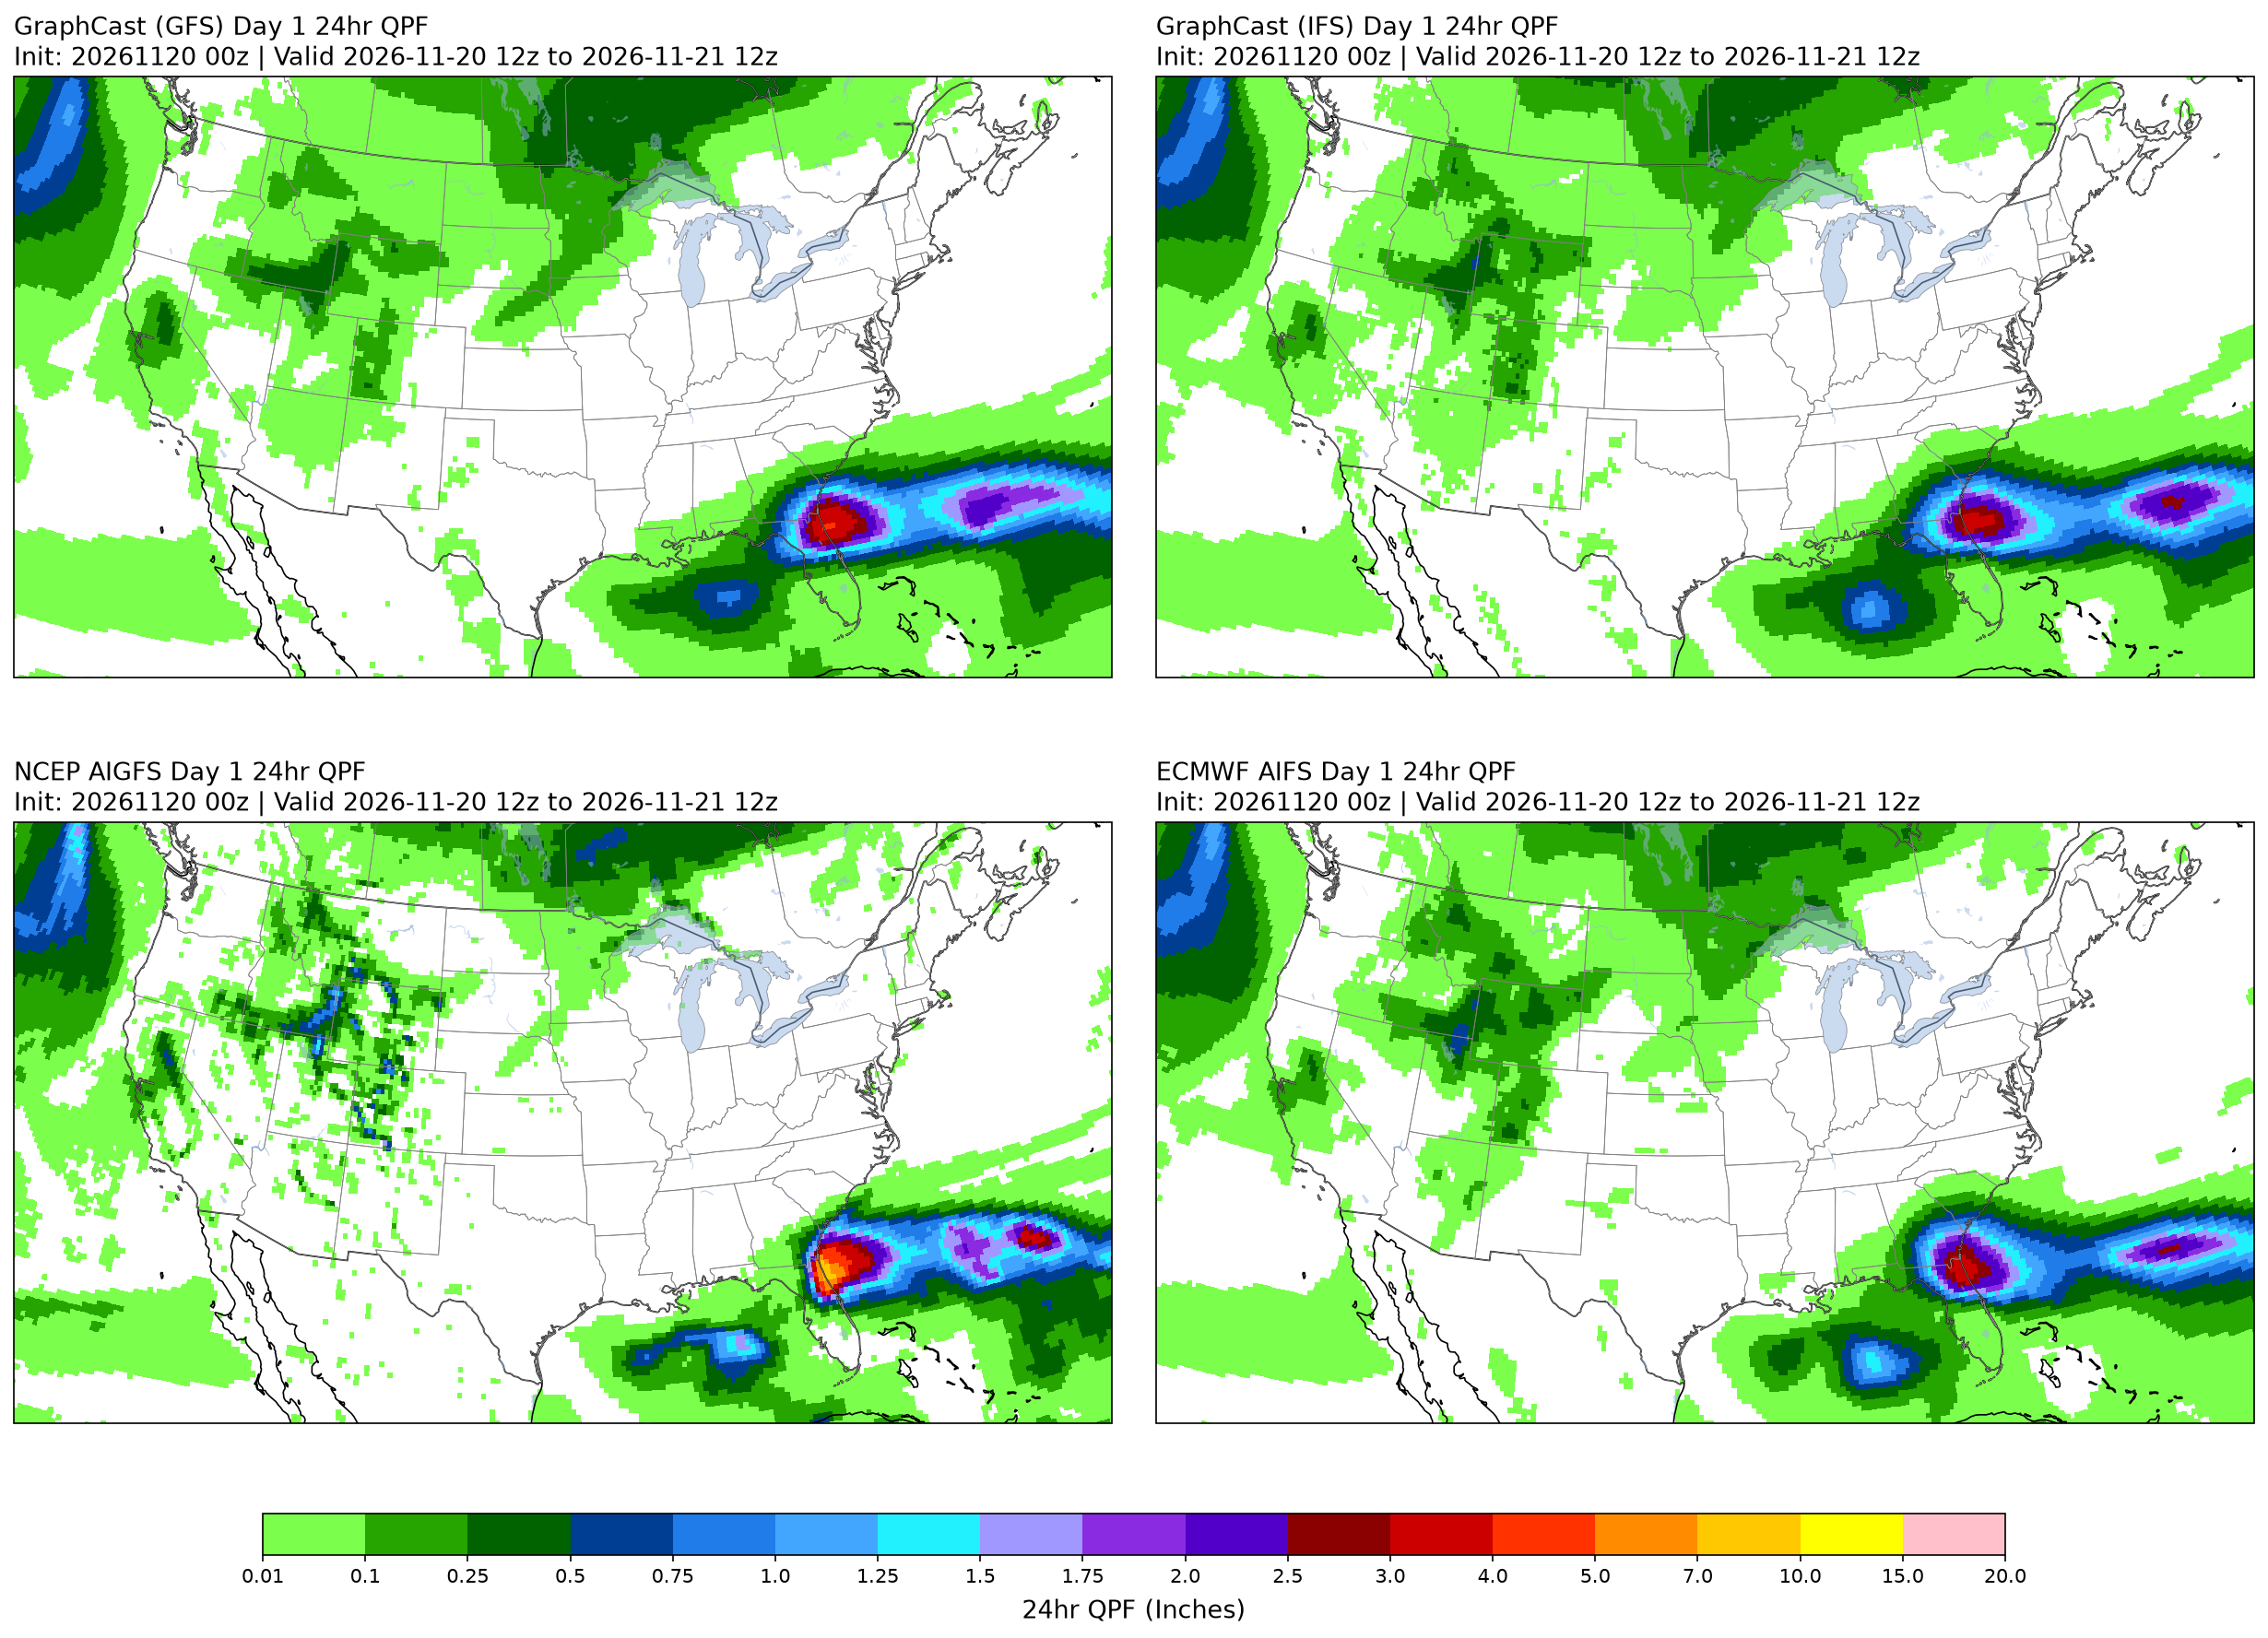 GraphCast (GFS) Day 1 24hr QPF
Init: 20261120 00z | Valid 2026-11-20 12z to 2026-11-21 12z
GraphCast (IFS) Day 1 24hr QPF
Init: 20261120 00z | Valid 2026-11-20 12z to 2026-11-21 12z
NCEP AIGFS Day 1 24hr QPF
Init: 20261120 00z | Valid 2026-11-20 12z to 2026-11-21 12z
ECMWF AIFS Day 1 24hr QPF
Init: 20261120 00z | Valid 2026-11-20 12z to 2026-11-21 12z
0.01 0.1 0.25 0.5 0.75 1.0 1.25 1.5 1.75 2.0 2.5 3.0 4.0 5.0 7.0 10.0 15.0 20.0
24hr QPF (Inches)